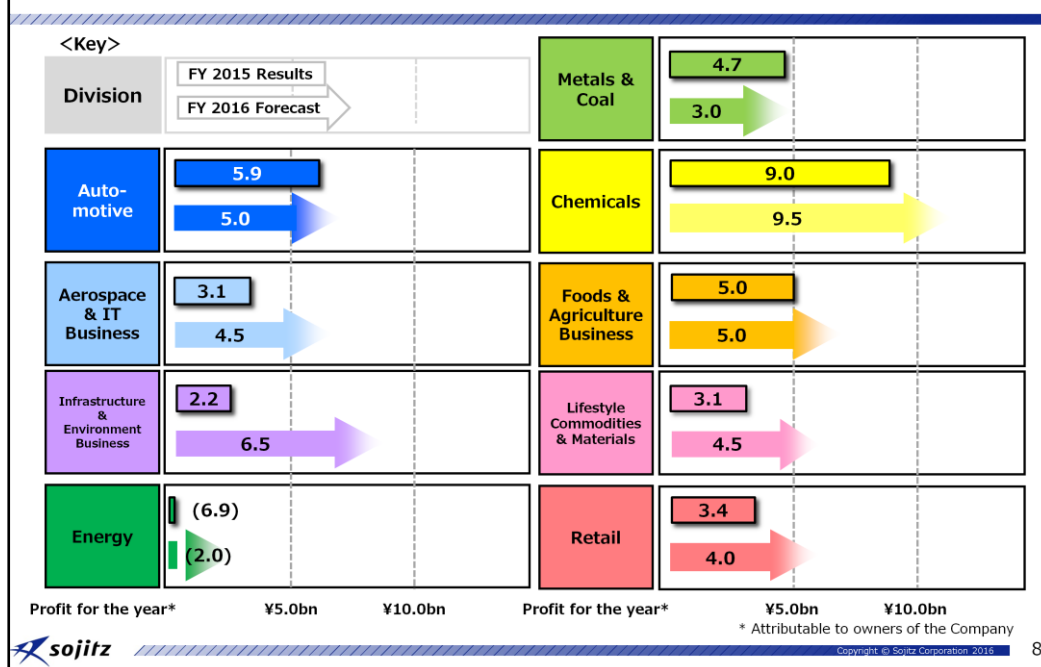 <Key>
Division
FY 2015 Results
FY 2016 Forecast
Auto-
motive
5.9
5.0
Aerospace
& IT
Business
3.1
4.5
Infrastructure
&
Environment
Business
2.2
6.5
Energy
(6.9)
(2.0)
Profit for the year* ¥5.0bn ¥10.0bn
Metals &
Coal
4.7
3.0
Chemicals
9.0
9.5
Foods &
Agriculture
Business
5.0
5.0
Lifestyle
Commodities
& Materials
3.1
4.5
Retail
3.4
4.0
Profit for the year* ¥5.0bn ¥10.0bn
* Attributable to owners of the Company
sojitz
Copyright © Sojitz Corporation 2016
8